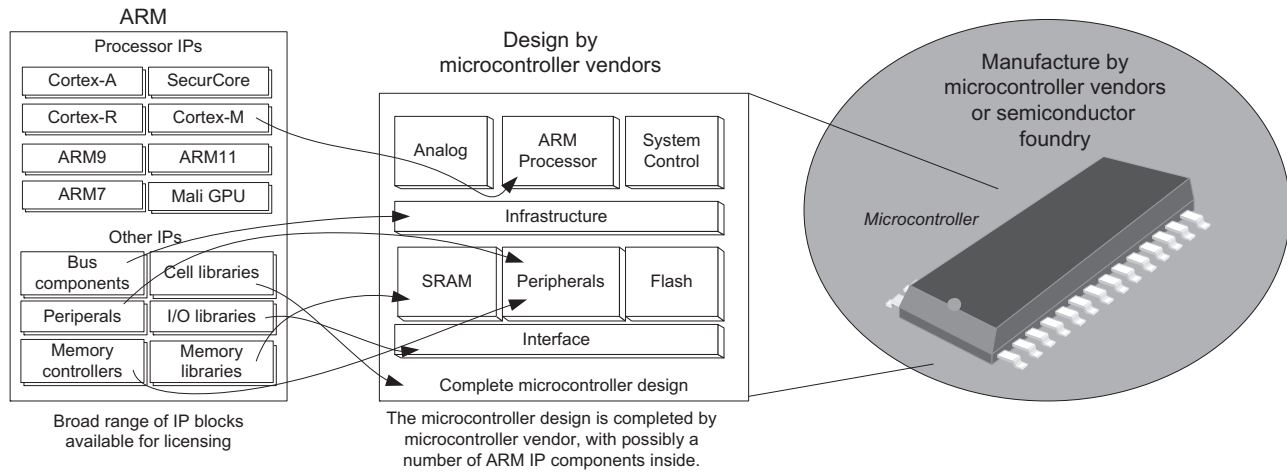 ARM
Processor IPs
Cortex-A
SecurCore
Cortex-R
Cortex-M
ARM9
ARM11
ARM7
Mali GPU
Other IPs
Bus
components
Cell libraries
Periperals
I/O libraries
Memory
controllers
Memory
libraries
Broad range of IP blocks
available for licensing
Design by
microcontroller vendors
Analog
ARM
Processor
System
Control
Infrastructure
SRAM
Peripherals
Flash
Interface
Complete microcontroller design
The microcontroller design is completed by
microcontroller vendor, with possibly a
number of ARM IP components inside.
Manufacture by
microcontroller vendors
or semiconductor
foundry
Microcontroller